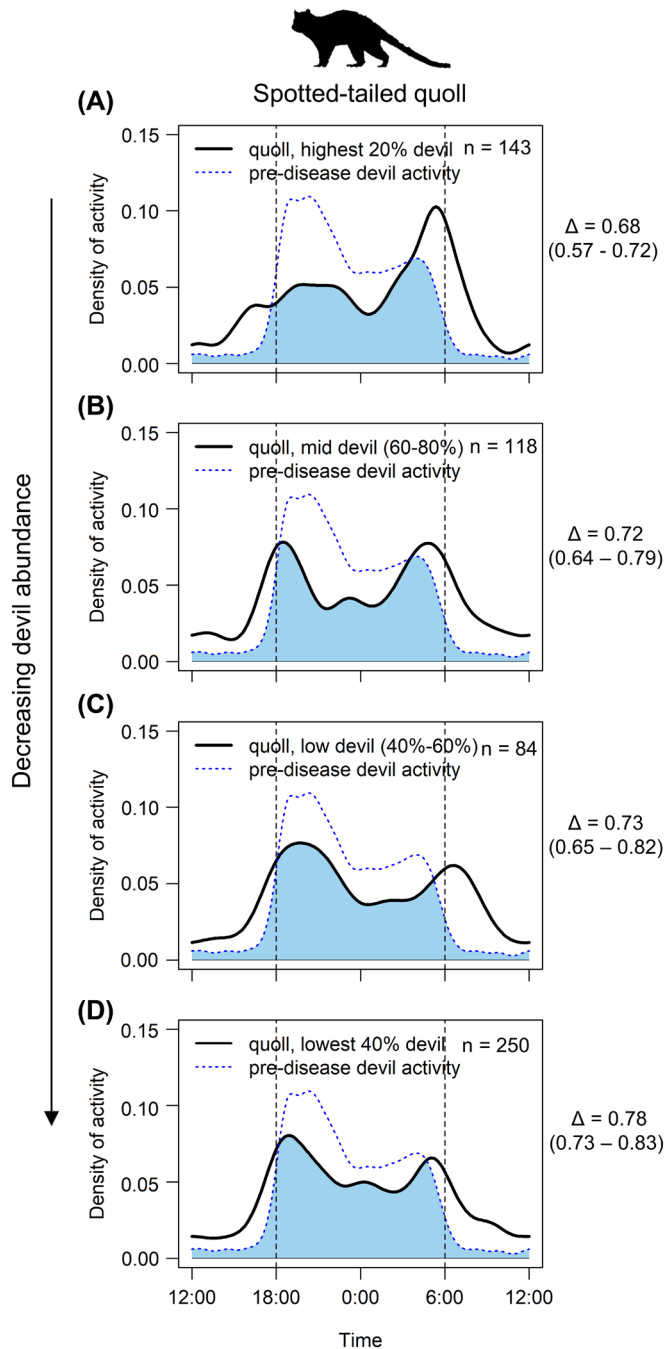 Spotted-tailed quoll
Decreasing devil abundance
(A)
quoll, highest 20% devil n = 143
pre-disease devil activity
Density of activity
0.15
0.10
0.05
0.00
Δ = 0.68
(0.57 - 0.72)
(B)
quoll, mid devil (60-80%) n = 118
pre-disease devil activity
Density of activity
0.15
0.10
0.05
0.00
Δ = 0.72
(0.64 – 0.79)
(C)
quoll, low devil (40%-60%) n = 84
pre-disease devil activity
Density of activity
0.15
0.10
0.05
0.00
Δ = 0.73
(0.65 – 0.82)
(D)
quoll, lowest 40% devil n = 250
pre-disease devil activity
Density of activity
0.15
0.10
0.05
0.00
Δ = 0.78
(0.73 – 0.83)
12:00 18:00 0:00 6:00 12:00
Time